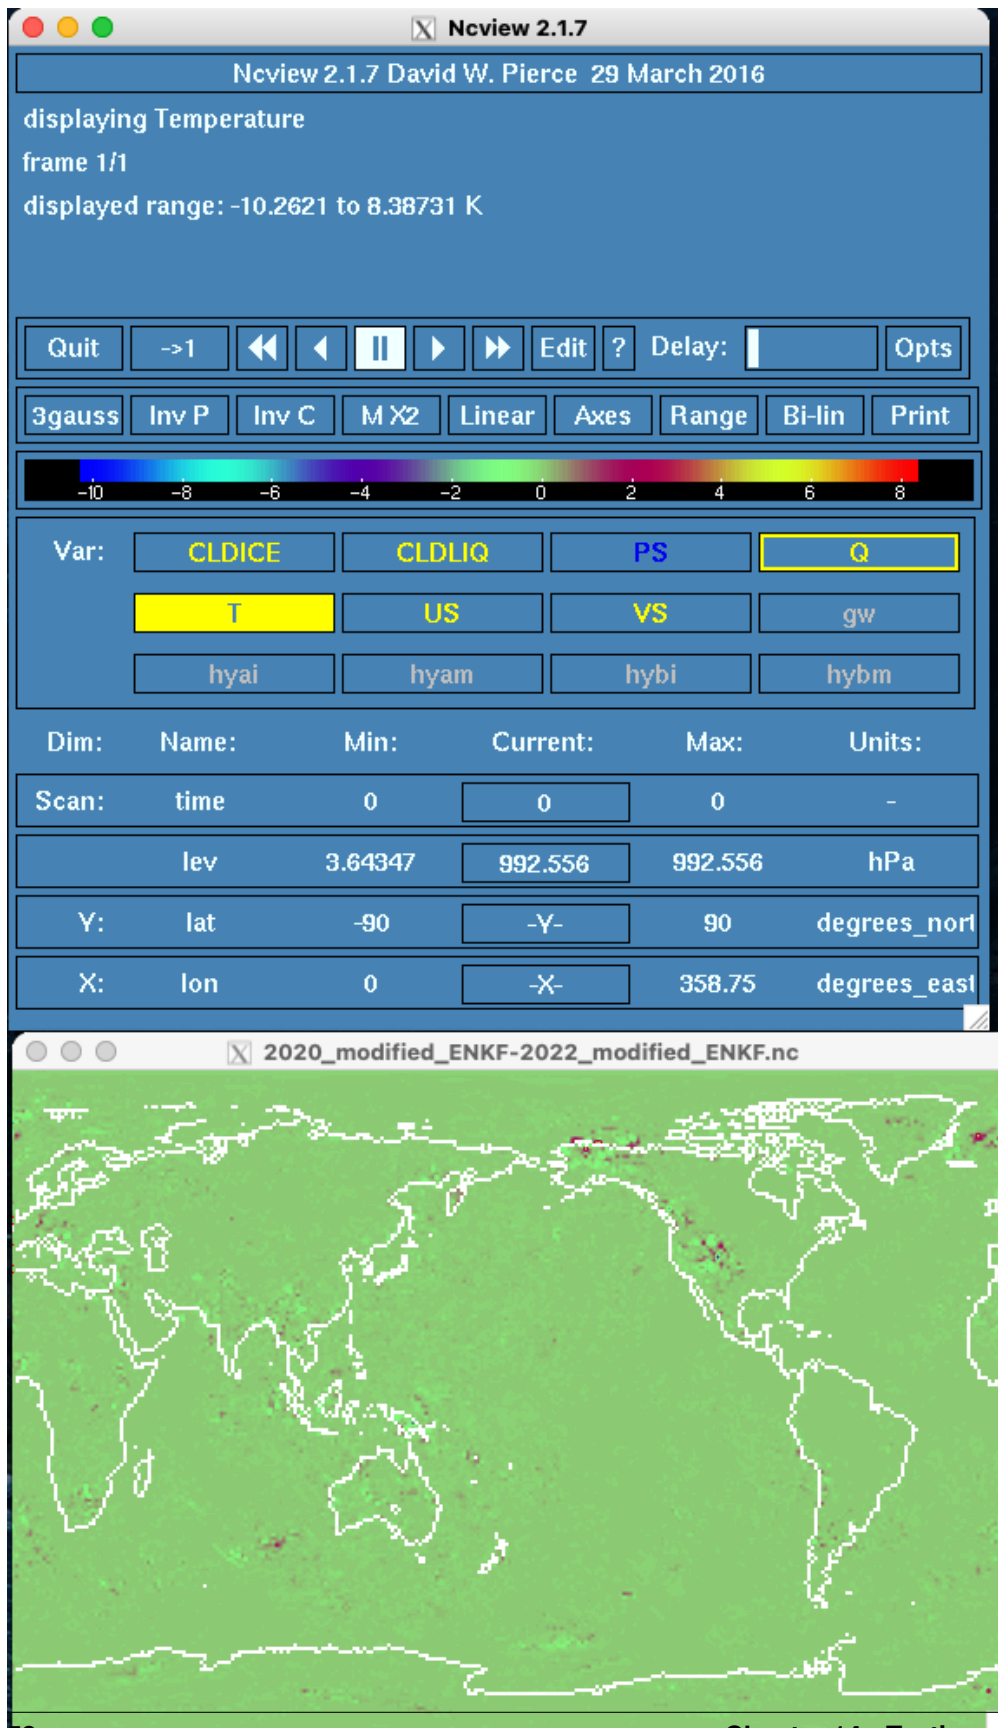 Ncview 2.1.7
Ncview 2.1.7 David W. Pierce 29 March 2016
displaying Temperature
frame 1/1
displayed range: -10.2621 to 8.38731 K
Quit ->1 Edit ? Delay: Opts
3gauss Inv P Inv C M X2 Linear Axes Range Bi-lin Print
-10 -8 -6 -4 -2 0 2 4 6 8
Var: CLDICE CLDLIQ PS Q
T US VS gw
hyai hyam hybi hybm
Dim: Name: Min: Current: Max: Units:
Scan: time 0 0 0 -
lev 3.64347 992.556 992.556 hPa
Y: lat -90 -Y- 90 degrees_nort
X: lon 0 -X- 358.75 degrees_east
2020_modified_ENKF-2022_modified_ENKF.nc